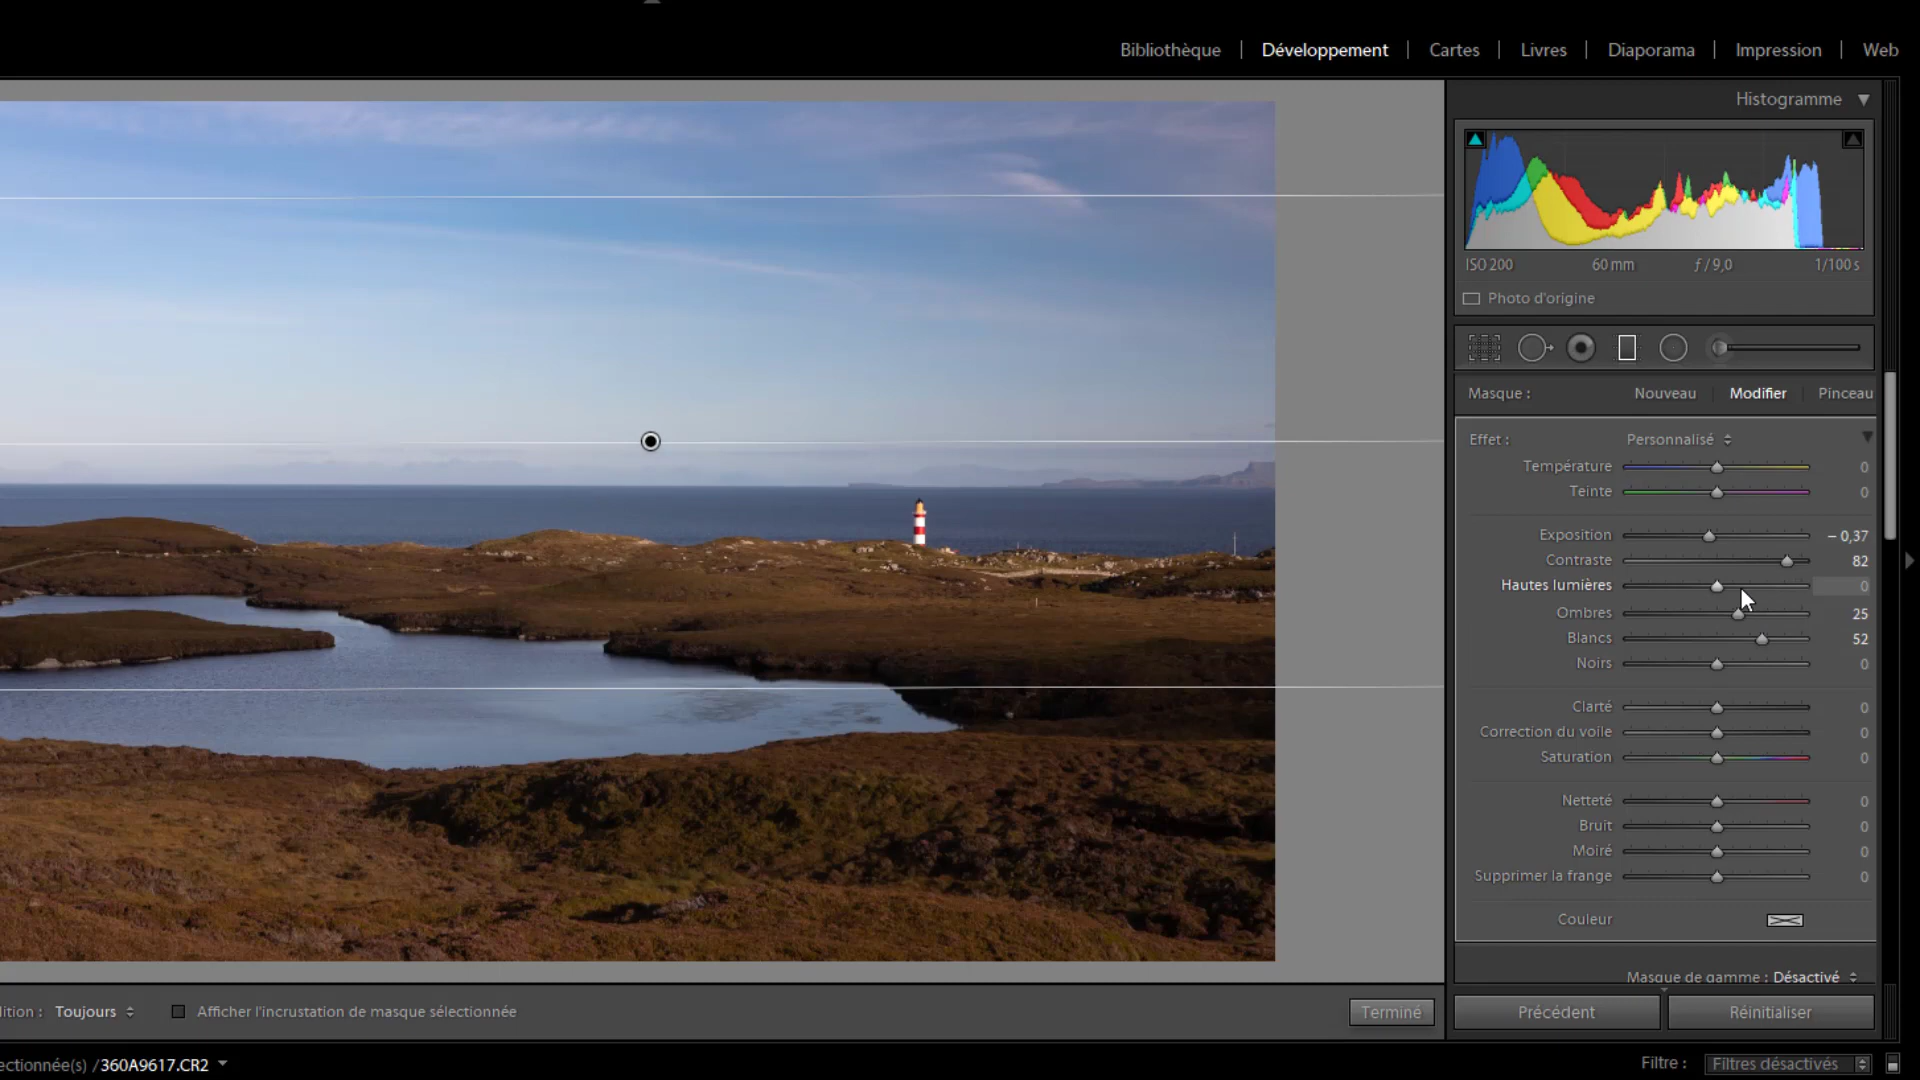 Bibliothèque | Développement | Cartes | Livres | Diaporama | Impression | Web
Histogramme
ISO 200 60 mm ƒ / 9,0 1/100 s
Photo d'origine
Masque : Nouveau Modifier Pinceau
Effet : Personnalisé
Température 0
Teinte 0
Exposition – 0,37
Contraste 82
Hautes lumières 0
Ombres 25
Blancs 52
Noirs 0
Clarté 0
Correction du voile 0
Saturation 0
Netteté 0
Bruit 0
Moiré 0
Supprimer la frange 0
Couleur
Masque de gamme : Désactivé
dition : Toujours Afficher l'incrustation de masque sélectionnée Terminé
Précédent Réinitialiser
ectionnée(s) /360A9617.CR2
Filtre : Filtres désactivés